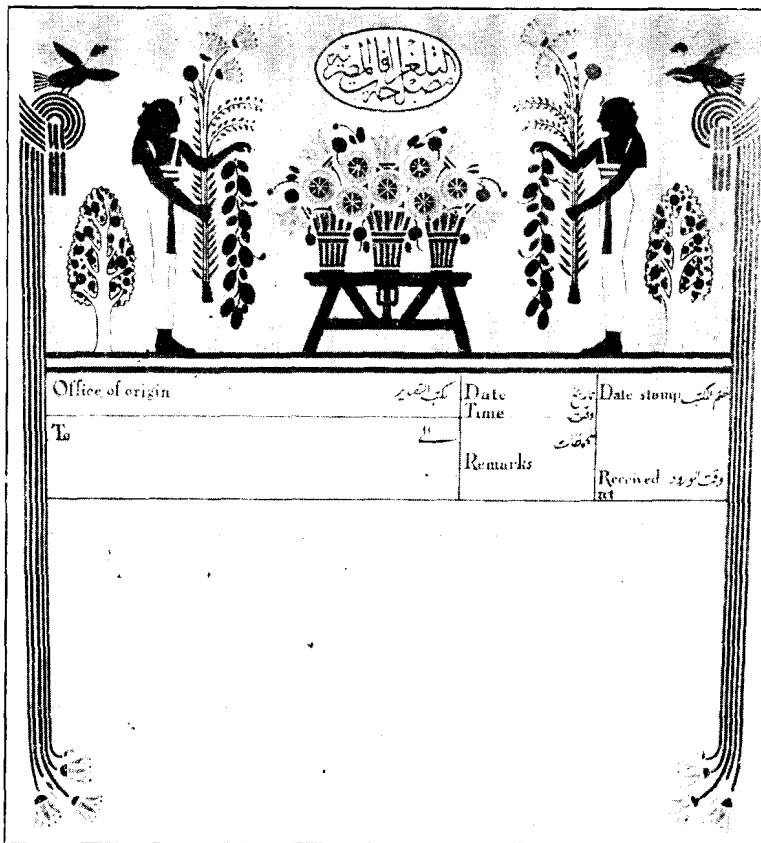 مصلحة التلغرافات المصرية
Office of origin مكتب التصدير
Date تاريخ
Time وقت
Date stamp ختم المكتب
To إلى
Remarks ملحوظات
Received at وقت الورود